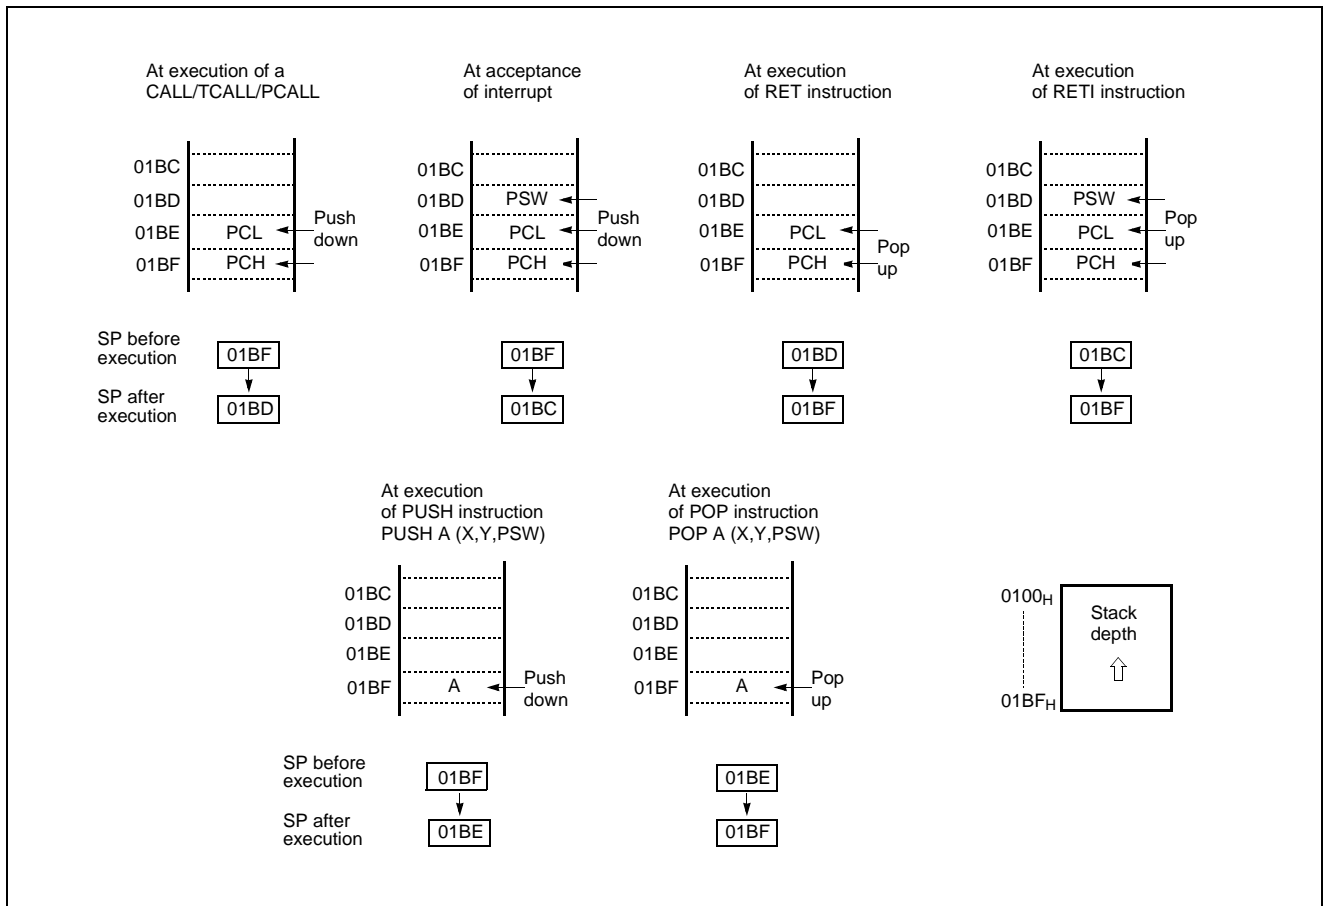 At execution of a
CALL/TCALL/PCALL
01BC
01BD
01BE
01BF
PCL
PCH
Push
down
SP before
execution
01BF
SP after
execution
01BD
At acceptance
of interrupt
01BC
01BD
01BE
01BF
PSW
PCL
PCH
Push
down
01BF
01BC
At execution
of RET instruction
01BC
01BD
01BE
01BF
PCL
PCH
Pop
up
01BD
01BF
At execution
of RETI instruction
01BC
01BD
01BE
01BF
PSW
PCL
PCH
Pop
up
01BC
01BF
At execution
of PUSH instruction
PUSH A (X,Y,PSW)
01BC
01BD
01BE
01BF
A
Push
down
SP before
execution
01BF
SP after
execution
01BE
At execution
of POP instruction
POP A (X,Y,PSW)
01BC
01BD
01BE
01BF
A
Pop
up
01BE
01BF
0100H
01BFH
Stack
depth